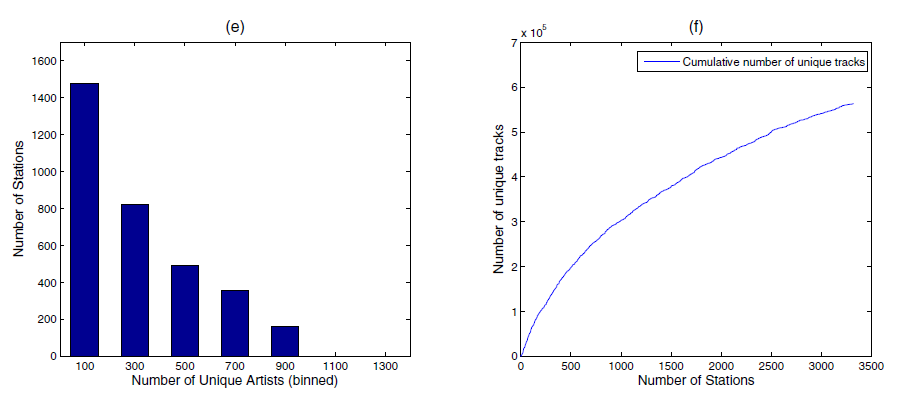 (e)
1600
1400
1200
1000
800
600
400
200
0
Number of Stations
100 300 500 700 900 1100 1300
Number of Unique Artists (binned)
(f)
x 10^5
7
6
5
4
3
2
1
0
Number of unique tracks
Cumulative number of unique tracks
0 500 1000 1500 2000 2500 3000 3500
Number of Stations